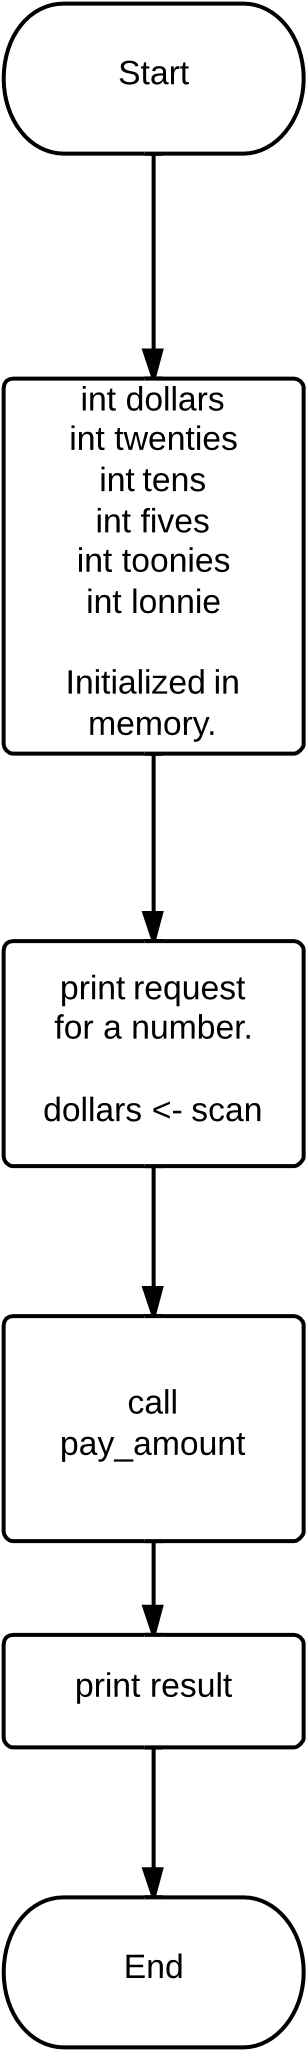 Start
int dollars
int twenties
int tens
int fives
int toonies
int lonnie
Initialized in
memory.
print request
for a number.
dollars <- scan
call
pay_amount
print result
End